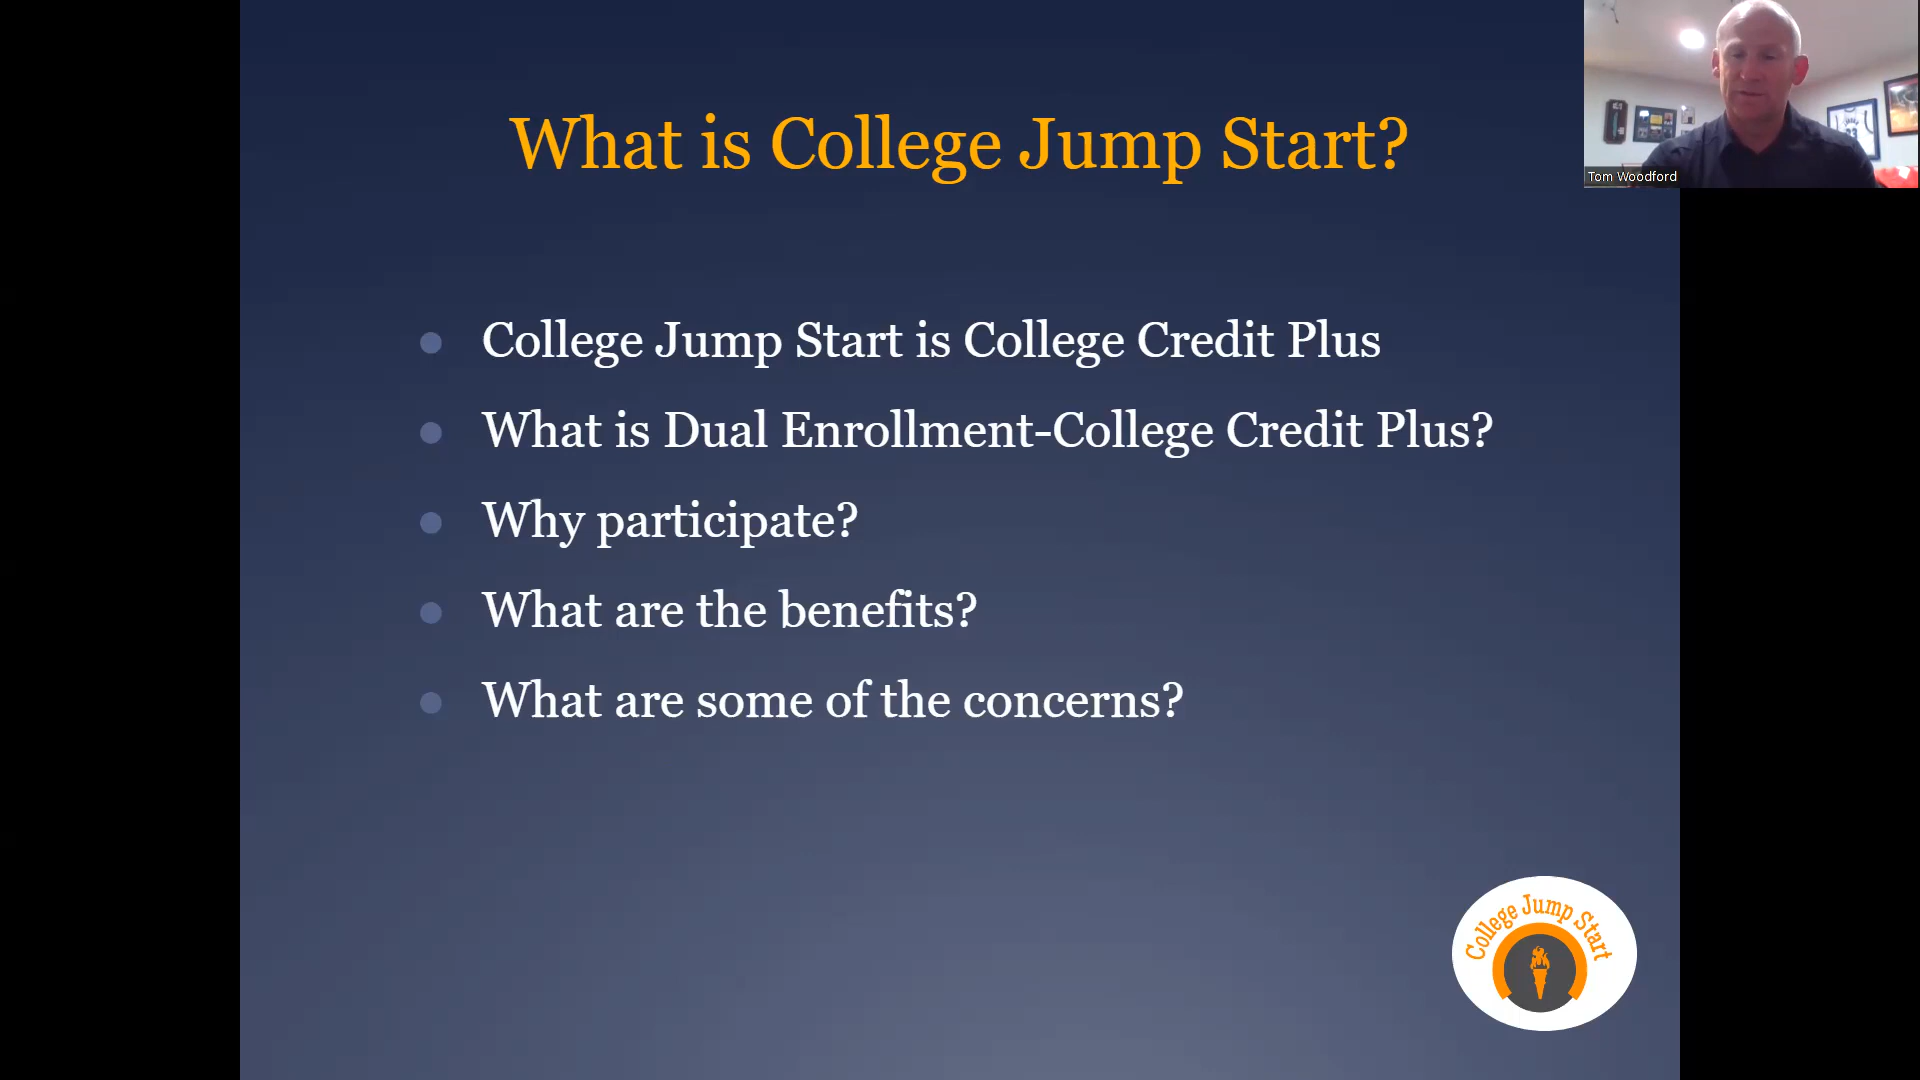 What is College Jump Start?
Tom Woodford
College Jump Start is College Credit Plus
What is Dual Enrollment-College Credit Plus?
Why participate?
What are the benefits?
What are some of the concerns?
College Jump Start